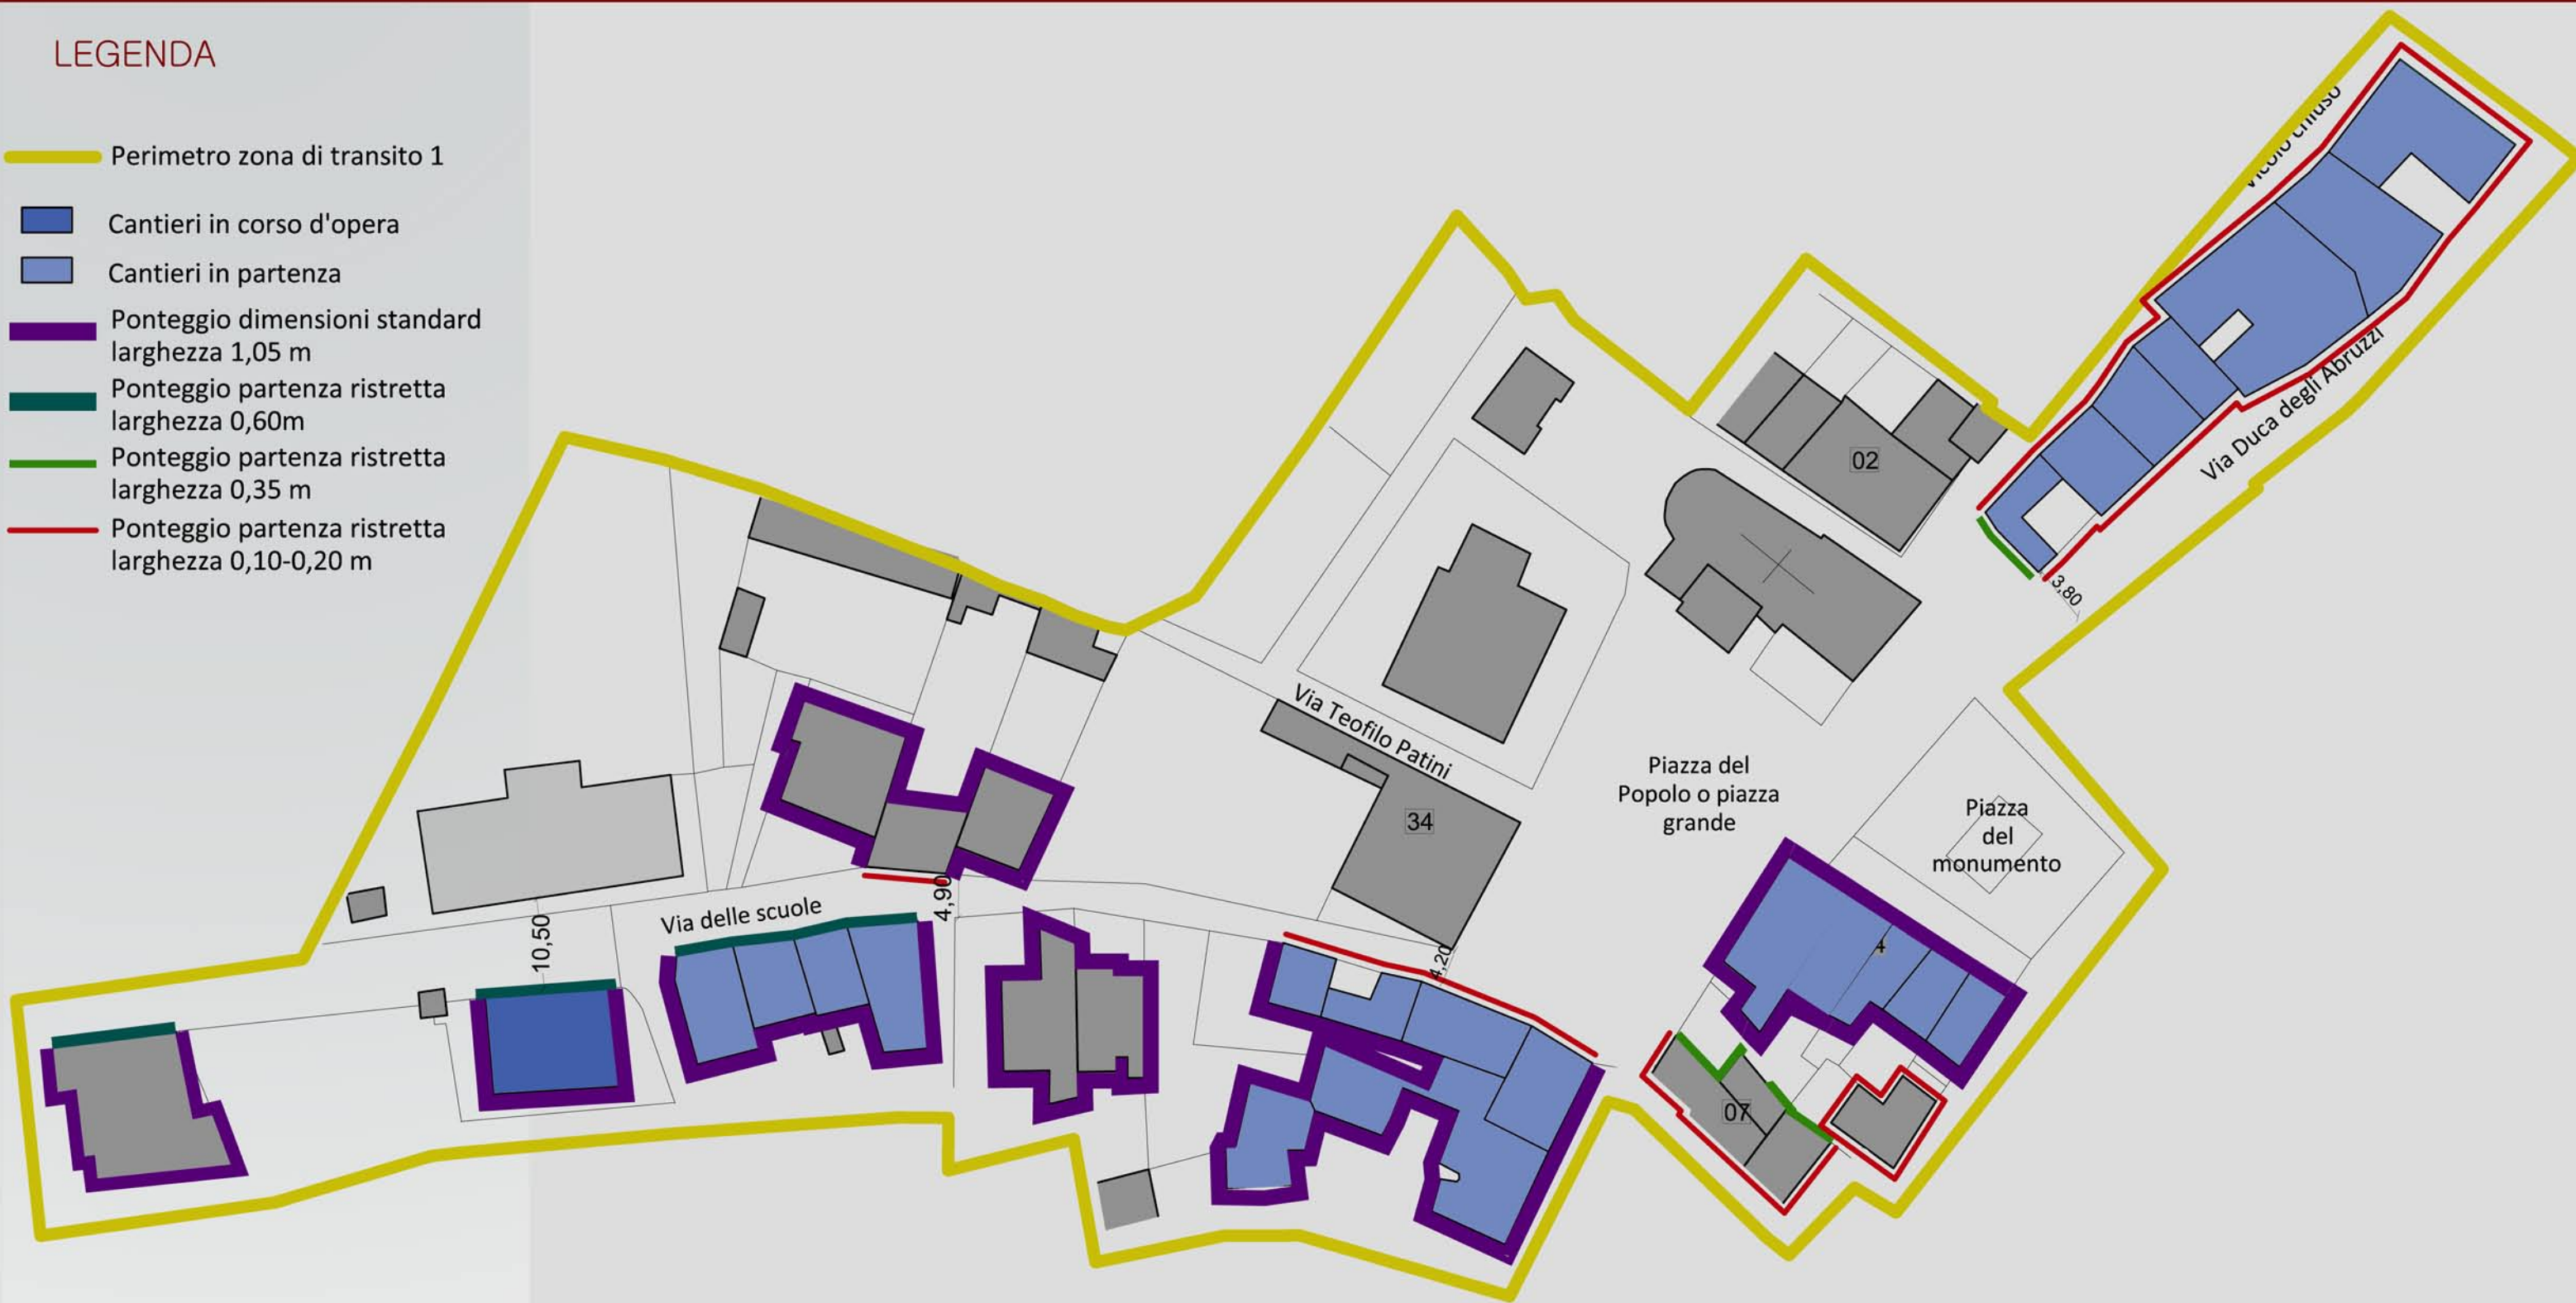 LEGENDA
Perimetro zona di transito 1
Cantieri in corso d'opera
Cantieri in partenza
Ponteggio dimensioni standard
larghezza 1,05 m
Ponteggio partenza ristretta
larghezza 0,60m
Ponteggio partenza ristretta
larghezza 0,35 m
Ponteggio partenza ristretta
larghezza 0,10-0,20 m
Vicolo chiuso
Via Duca degli Abruzzi
3,80
02
Via Teofilo Patini
34
Piazza del
Popolo o piazza
grande
Piazza
del
monumento
4
07
4,20
4,90
Via delle scuole
10,50